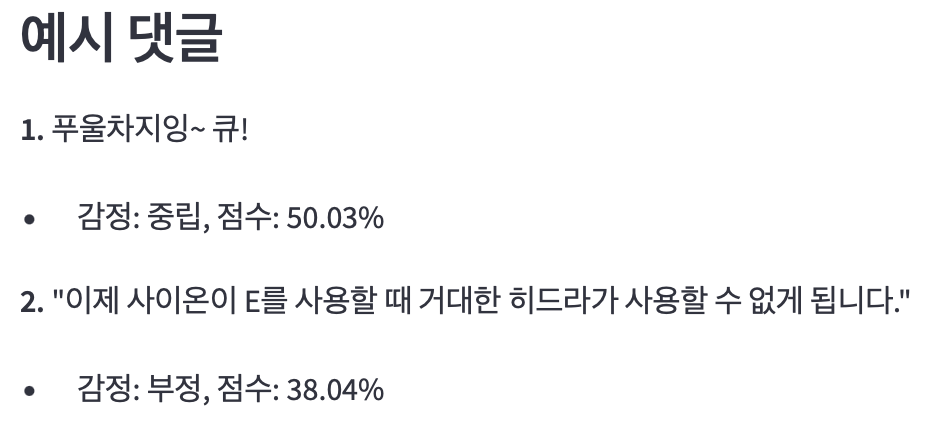 예시 댓글
1. 푸울차지잉~ 큐!
• 감정: 중립, 점수: 50.03%
2. "이제 사이온이 E를 사용할 때 거대한 히드라가 사용할 수 없게 됩니다."
• 감정: 부정, 점수: 38.04%